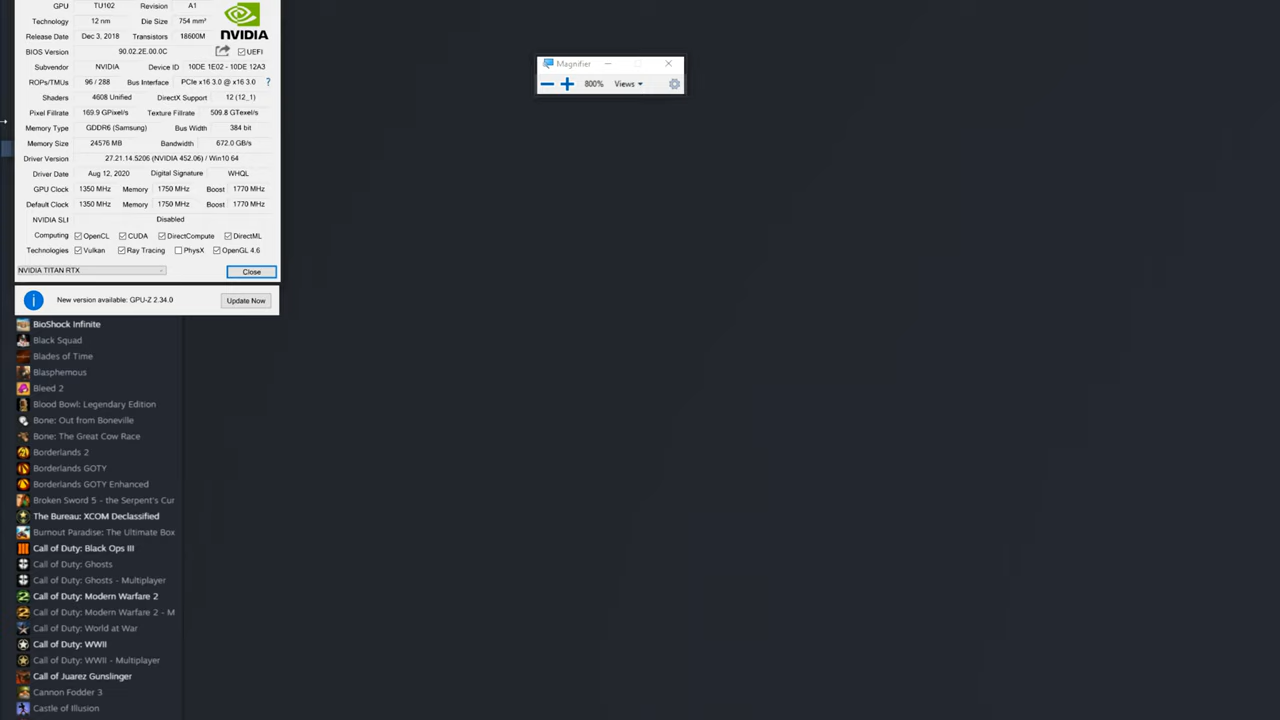 GPU TU102 Revision A1
Technology 12 nm Die Size 754 mm²
Release Date Dec 3, 2018 Transistors 18600M
NVIDIA
BIOS Version 90.02.2E.00.0C UEFI
Subvendor NVIDIA Device ID 10DE 1E02 - 10DE 12A3
ROPs/TMUs 96 / 288 Bus Interface PCIe x16 3.0 @ x16 3.0 ?
Shaders 4608 Unified DirectX Support 12 (12_1)
Pixel Fillrate 169.9 GPixel/s Texture Fillrate 509.8 GTexel/s
Memory Type GDDR6 (Samsung) Bus Width 384 bit
Memory Size 24576 MB Bandwidth 672.0 GB/s
Driver Version 27.21.14.5206 (NVIDIA 452.06) / Win10 64
Driver Date Aug 12, 2020 Digital Signature WHQL
GPU Clock 1350 MHz Memory 1750 MHz Boost 1770 MHz
Default Clock 1350 MHz Memory 1750 MHz Boost 1770 MHz
NVIDIA SLI Disabled
Computing OpenCL CUDA DirectCompute DirectML
Technologies Vulkan Ray Tracing PhysX OpenGL 4.6
NVIDIA TITAN RTX Close
New version available: GPU-Z 2.34.0 Update Now
Magnifier
800% Views
BioShock Infinite
Black Squad
Blades of Time
Blasphemous
Bleed 2
Blood Bowl: Legendary Edition
Bone: Out from Boneville
Bone: The Great Cow Race
Borderlands 2
Borderlands GOTY
Borderlands GOTY Enhanced
Broken Sword 5 - the Serpent's Cur
The Bureau: XCOM Declassified
Burnout Paradise: The Ultimate Box
Call of Duty: Black Ops III
Call of Duty: Ghosts
Call of Duty: Ghosts - Multiplayer
Call of Duty: Modern Warfare 2
Call of Duty: Modern Warfare 2 - M
Call of Duty: World at War
Call of Duty: WWII
Call of Duty: WWII - Multiplayer
Call of Juarez Gunslinger
Cannon Fodder 3
Castle of Illusion